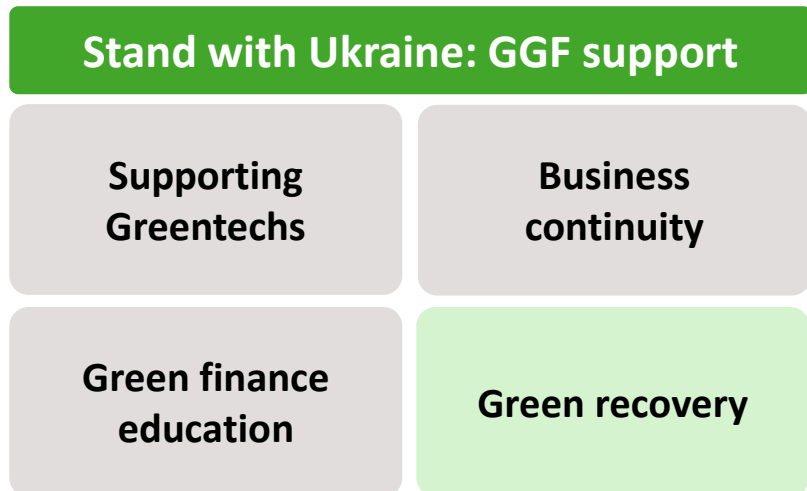 Stand with Ukraine: GGF support
Supporting
Greentechs
Business
continuity
Green finance
education
Green recovery